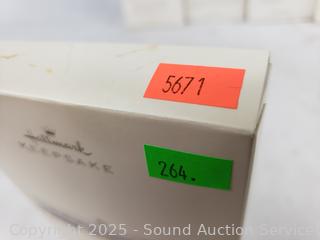 5671
Hallmark
KEEPSAKE
264.
Copyright 2025 - Sound Auction Service